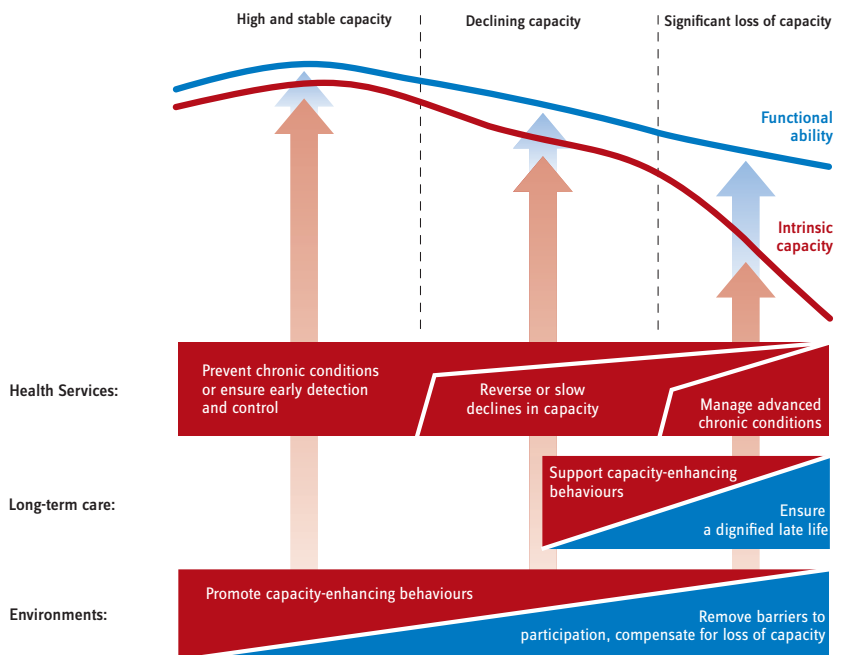 High and stable capacity
Declining capacity
Significant loss of capacity
Functional
ability
Intrinsic
capacity
Health Services:
Prevent chronic conditions
or ensure early detection
and control
Reverse or slow
declines in capacity
Manage advanced
chronic conditions
Long-term care:
Support capacity-enhancing
behaviours
Ensure
a dignified late life
Environments:
Promote capacity-enhancing behaviours
Remove barriers to
participation, compensate for loss of capacity